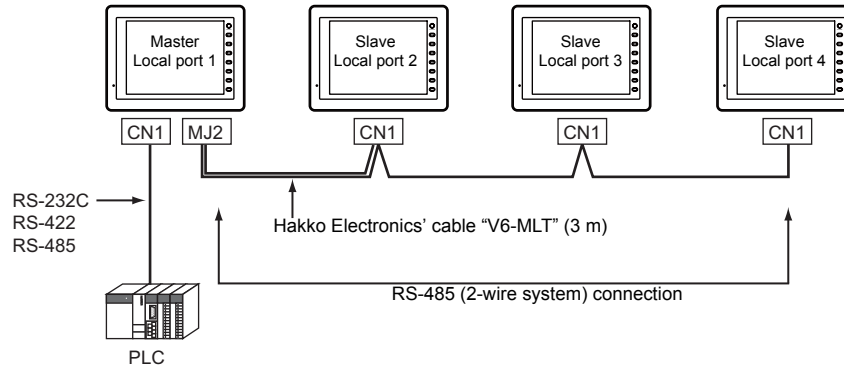 Master
Local port 1
Slave
Local port 2
Slave
Local port 3
Slave
Local port 4
CN1
MJ2
CN1
CN1
CN1
RS-232C
RS-422
RS-485
Hakko Electronics’ cable “V6-MLT” (3 m)
RS-485 (2-wire system) connection
PLC